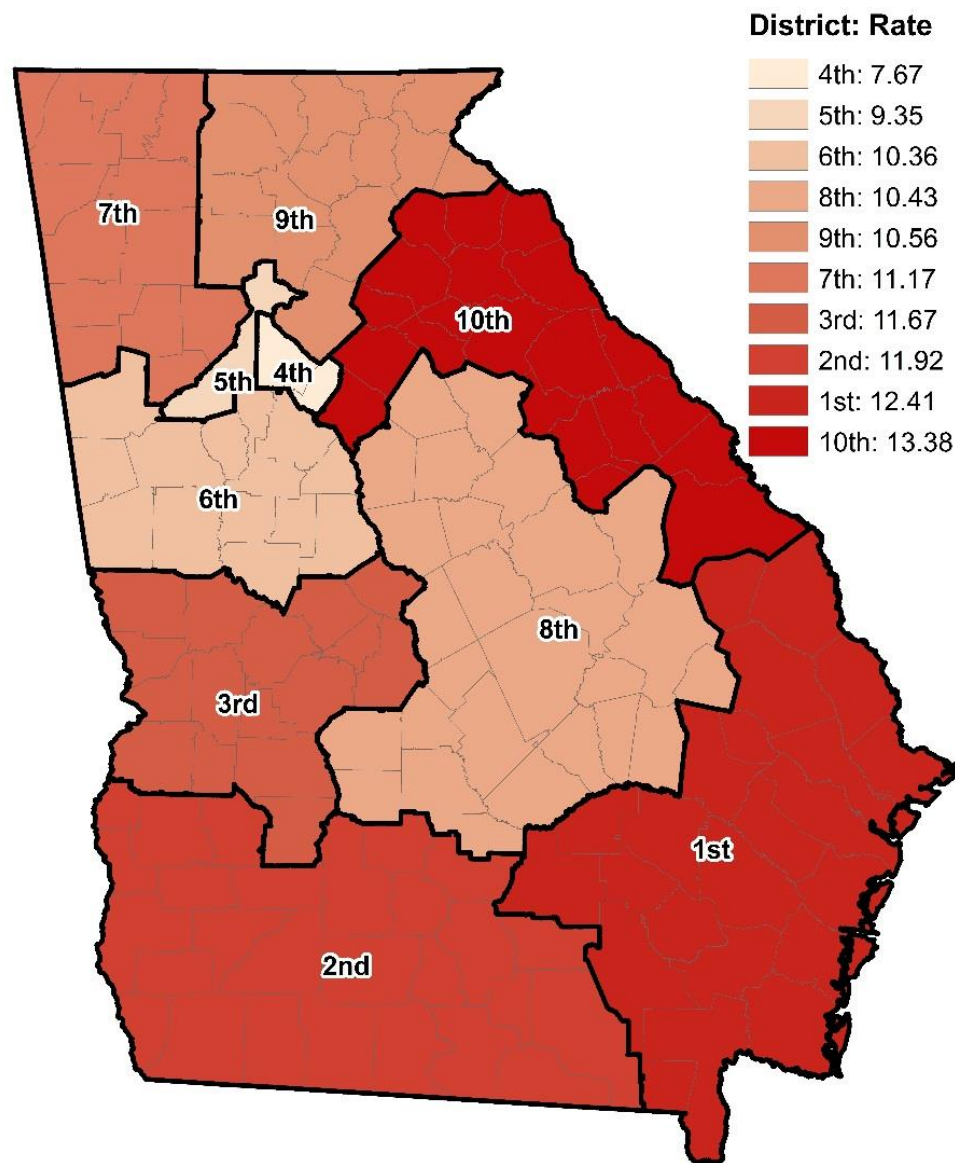 District: Rate
4th: 7.67
5th: 9.35
6th: 10.36
8th: 10.43
9th: 10.56
7th: 11.17
3rd: 11.67
2nd: 11.92
1st: 12.41
10th: 13.38
7th
9th
10th
5th
4th
6th
8th
3rd
1st
2nd